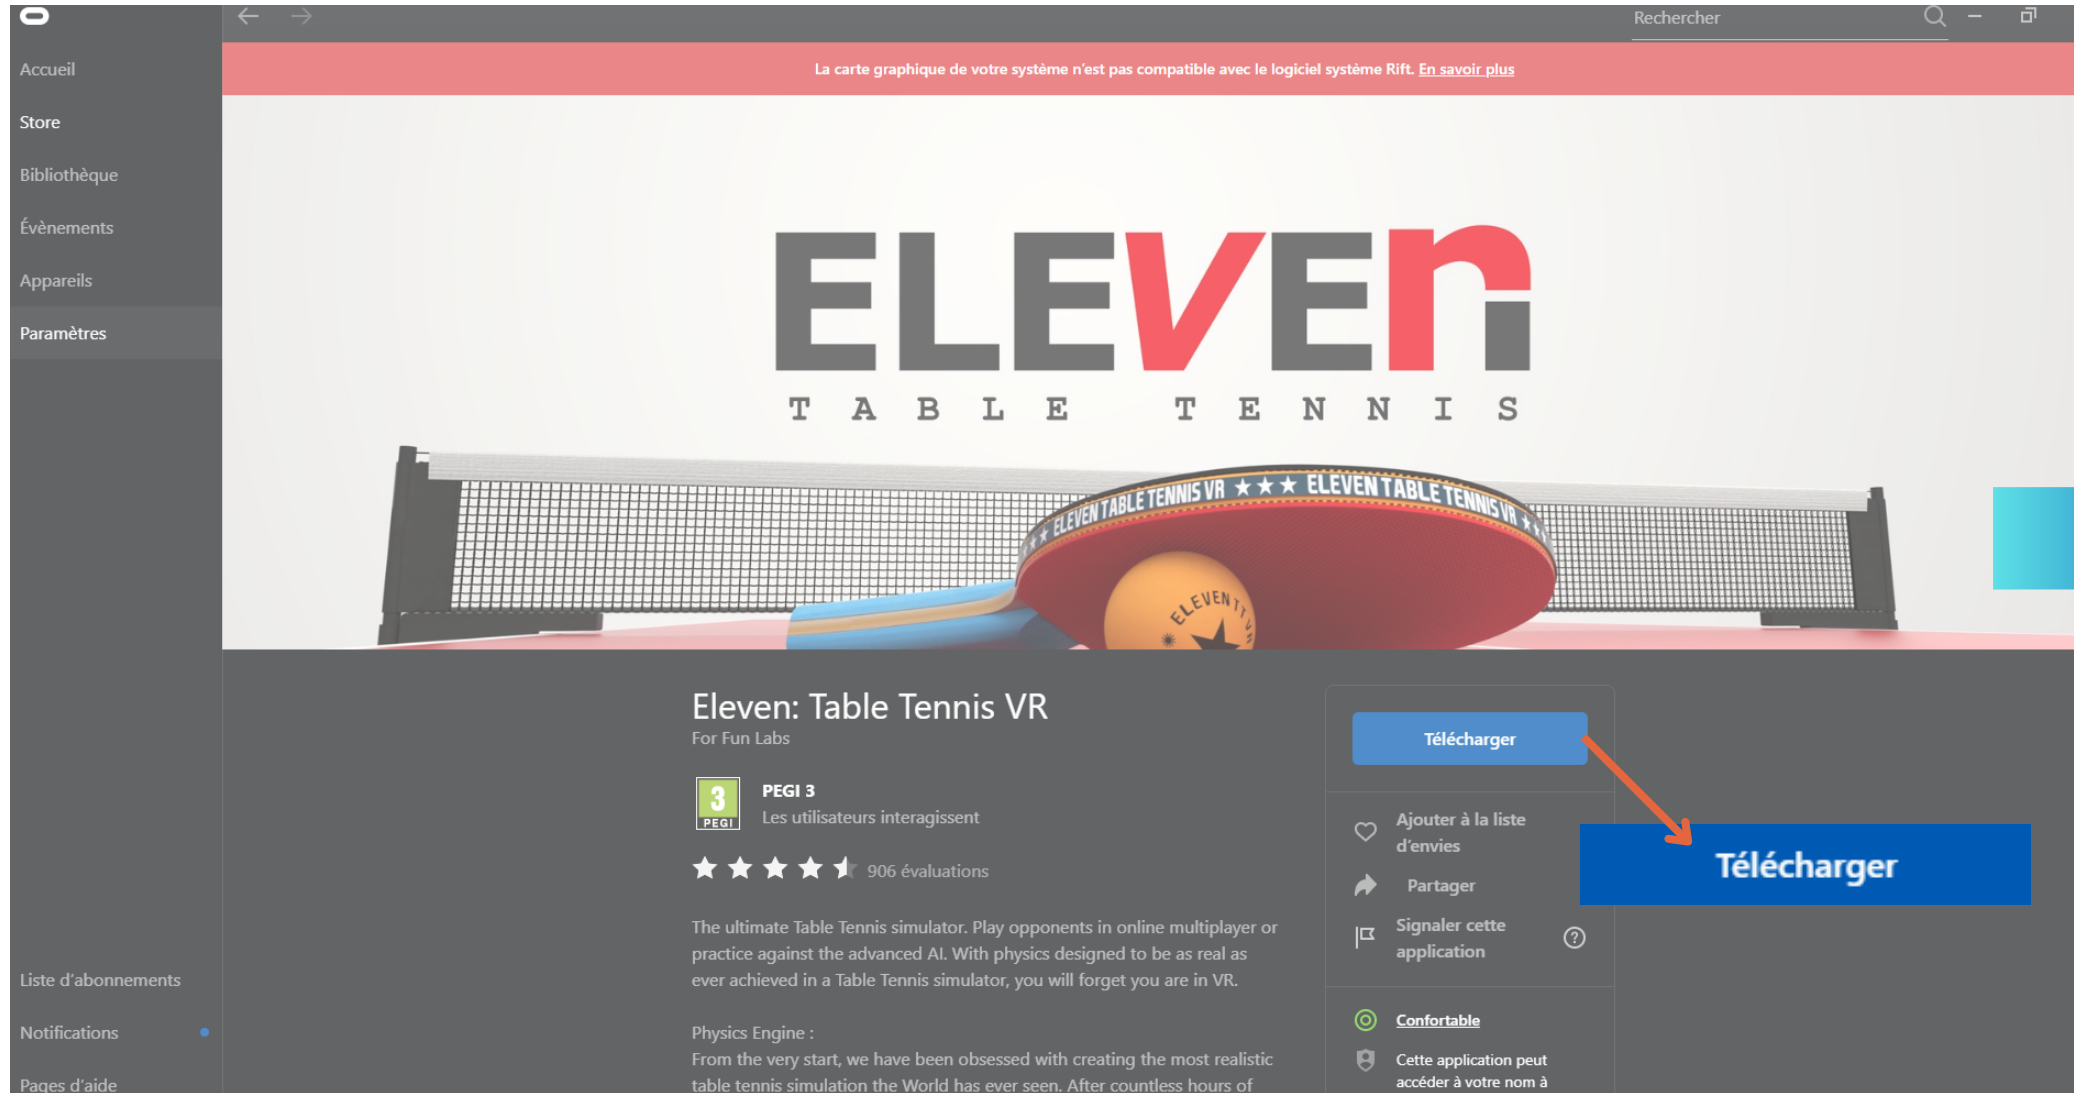 Rechercher
Accueil
Store
Bibliothèque
Évènements
Appareils
Paramètres
Liste d'abonnements
Notifications
Pages d'aide
La carte graphique de votre système n'est pas compatible avec le logiciel système Rift. En savoir plus
ELEVEn
TABLE TENNIS
ELEVEN TABLE TENNIS VR ★★★ ELEVEN TABLE TENNIS VR
ELEVEN TT VR
Eleven: Table Tennis VR
For Fun Labs
3
PEGI
PEGI 3
Les utilisateurs interagissent
906 évaluations
The ultimate Table Tennis simulator. Play opponents in online multiplayer or
practice against the advanced AI. With physics designed to be as real as
ever achieved in a Table Tennis simulator, you will forget you are in VR.
Physics Engine :
From the very start, we have been obsessed with creating the most realistic
table tennis simulation the World has ever seen. After countless hours of
Télécharger
Ajouter à la liste
d'envies
Partager
Signaler cette
application
Confortable
Cette application peut
accéder à votre nom à
Télécharger